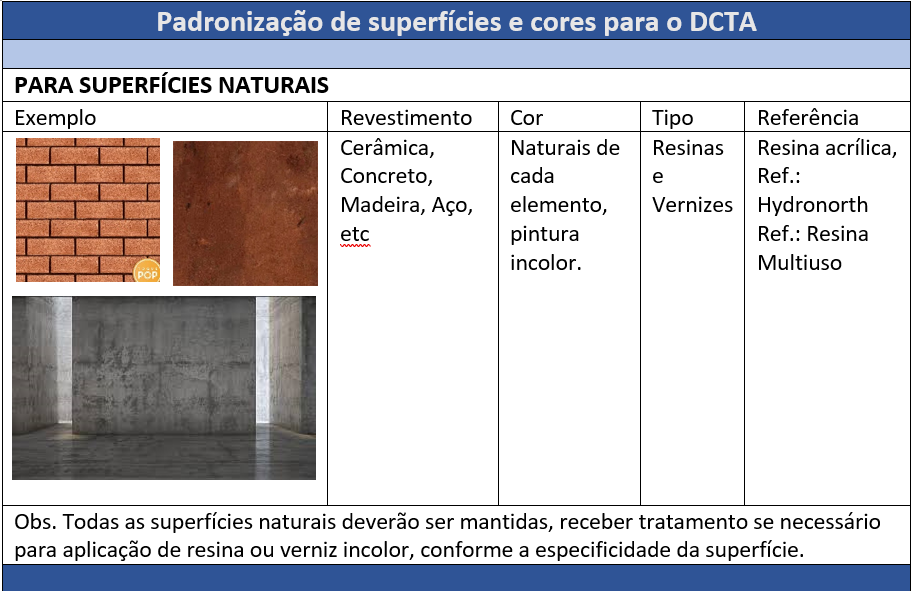 Padronização de superfícies e cores para o DCTA
PARA SUPERFÍCIES NATURAIS
Exemplo
Revestimento
Cor
Tipo
Referência
POP
Cerâmica,
Concreto,
Madeira, Aço,
etc
Naturais de
cada
elemento,
pintura
incolor.
Resinas
e
Vernizes
Resina acrílica,
Ref.:
Hydronorth
Ref.: Resina
Multiuso
Obs. Todas as superfícies naturais deverão ser mantidas, receber tratamento se necessário
para aplicação de resina ou verniz incolor, conforme a especificidade da superfície.